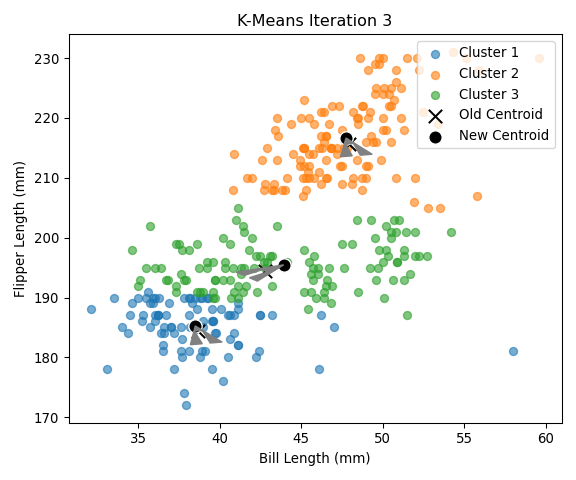 K-Means Iteration 3
Cluster 1
Cluster 2
Cluster 3
Old Centroid
New Centroid
Flipper Length (mm)
230
220
210
200
190
180
170
35
40
45
50
55
60
Bill Length (mm)